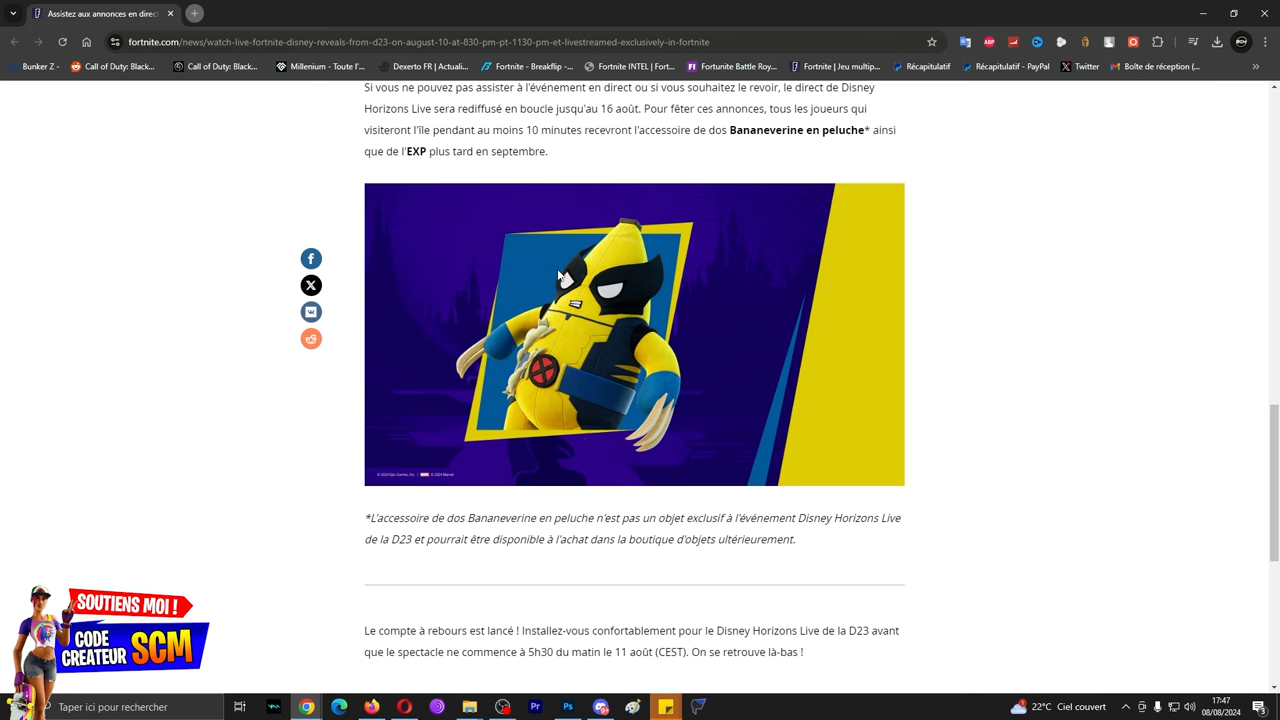 Assistez aux annonces en direc
fortnite.com/news/watch-live-fortnite-disney-reveals-from-d23-on-august-10-at-830-pm-pt-1130-pm-et-livestreamed-exclusively-in-fortnite
Bunker Z - Call of Duty: Black... Call of Duty: Black... Millenium - Toute l'... Dexerto FR | Actuali... Fortnite - Breakflip -... Fortnite INTEL | Fort... Fortunite Battle Roy... Fortnite | Jeu multip... Récapitulatif Récapitulatif - PayPal Twitter Boîte de réception (... »
Si vous ne pouvez pas assister à l'événement en direct ou si vous souhaitez le revoir, le direct de Disney
Horizons Live sera rediffusé en boucle jusqu'au 16 août. Pour fêter ces annonces, tous les joueurs qui
visiteront l'île pendant au moins 10 minutes recevront l'accessoire de dos Bananeverine en peluche* ainsi
que de l'EXP plus tard en septembre.
© 2024 Epic Games, Inc. | MARVEL © 2024 Marvel
*L'accessoire de dos Bananeverine en peluche n'est pas un objet exclusif à l'événement Disney Horizons Live
de la D23 et pourrait être disponible à l'achat dans la boutique d'objets ultérieurement.
Le compte à rebours est lancé ! Installez-vous confortablement pour le Disney Horizons Live de la D23 avant
que le spectacle ne commence à 5h30 du matin le 11 août (CEST). On se retrouve là-bas !
SOUTIENS MOI !
CODE
CREATEUR SCM
Taper ici pour rechercher
22°C Ciel couvert
17:47
08/08/2024